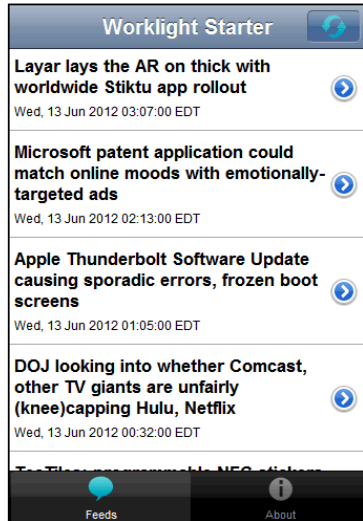 Worklight Starter
Layar lays the AR on thick with
worldwide Stiktu app rollout
Wed, 13 Jun 2012 03:07:00 EDT
Microsoft patent application could
match online moods with emotionally-
targeted ads
Wed, 13 Jun 2012 02:13:00 EDT
Apple Thunderbolt Software Update
causing sporadic errors, frozen boot
screens
Wed, 13 Jun 2012 01:05:00 EDT
DOJ looking into whether Comcast,
other TV giants are unfairly
(knee)capping Hulu, Netflix
Wed, 13 Jun 2012 00:32:00 EDT
programmable NFC stickers
Feeds
About